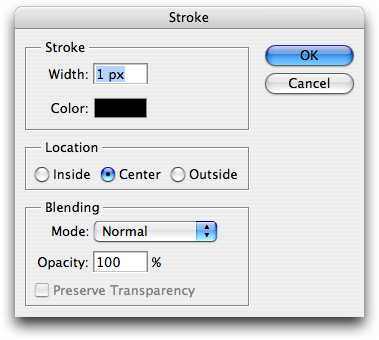 Stroke
Stroke
Width: 1 px
Color:
OK
Cancel
Location
Inside Center Outside
Blending
Mode: Normal
Opacity: 100 %
Preserve Transparency